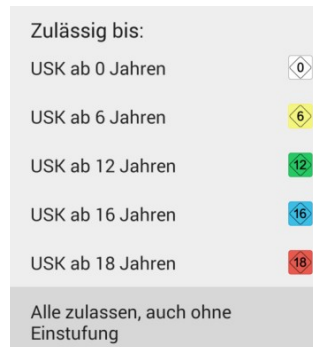 Zulässig bis:
USK ab 0 Jahren 0
USK ab 6 Jahren 6
USK ab 12 Jahren 12
USK ab 16 Jahren 16
USK ab 18 Jahren 18
Alle zulassen, auch ohne
Einstufung